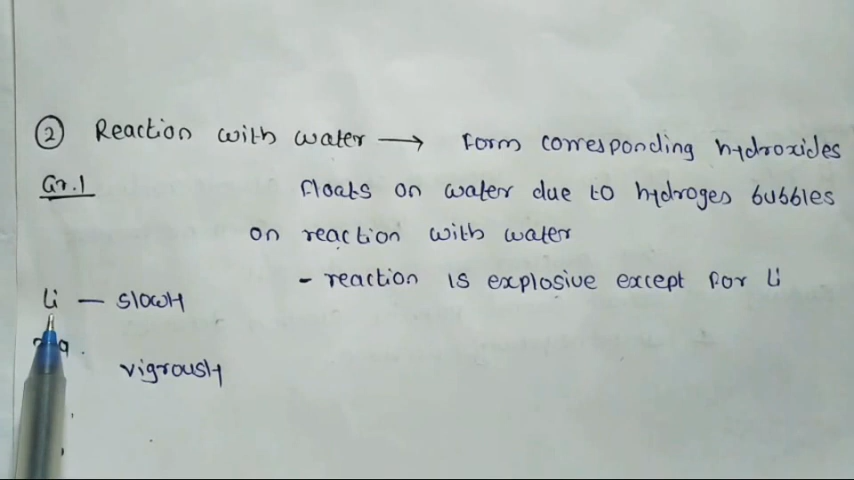 ② Reaction with water → Form corresponding hydroxides
Gr.1 Floats on water due to hydroges bubbles
on reaction with water
- reaction is explosive except for Li
Li — slowly
vigrously